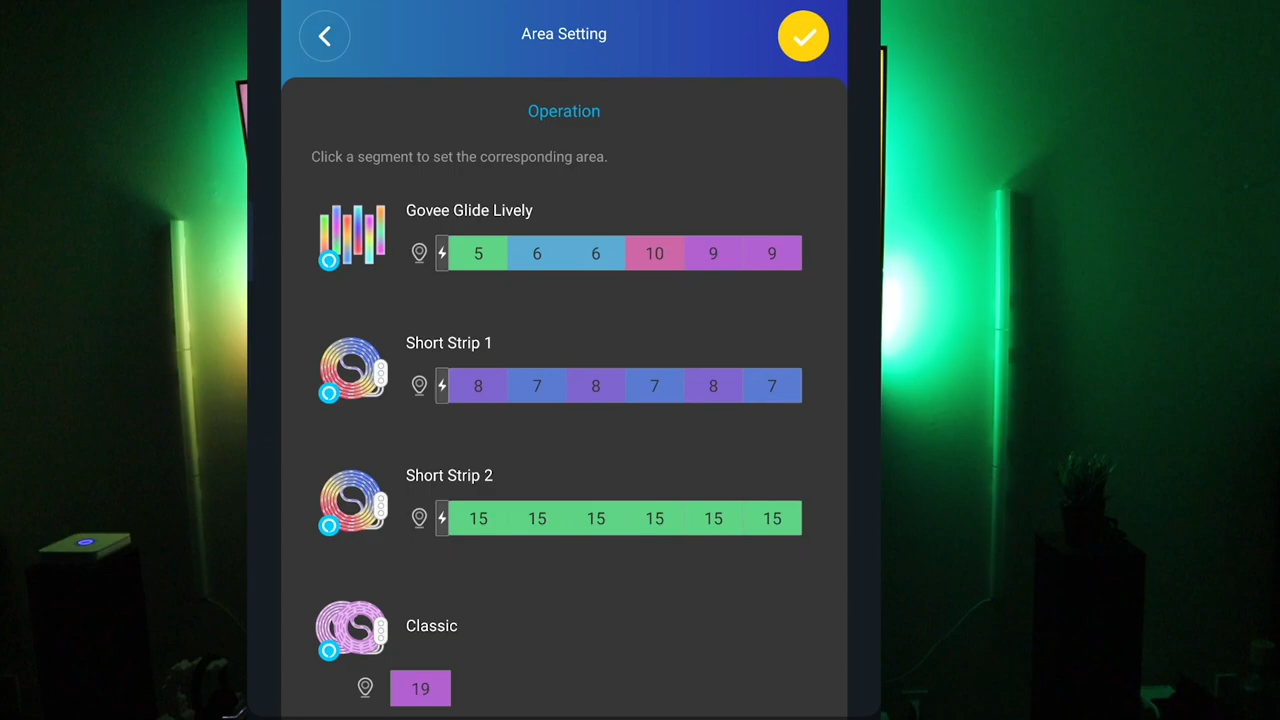 Area Setting
Operation
Click a segment to set the corresponding area.
Govee Glide Lively
5 6 6 10 9 9
Short Strip 1
8 7 8 7 8 7
Short Strip 2
15 15 15 15 15 15
Classic
19